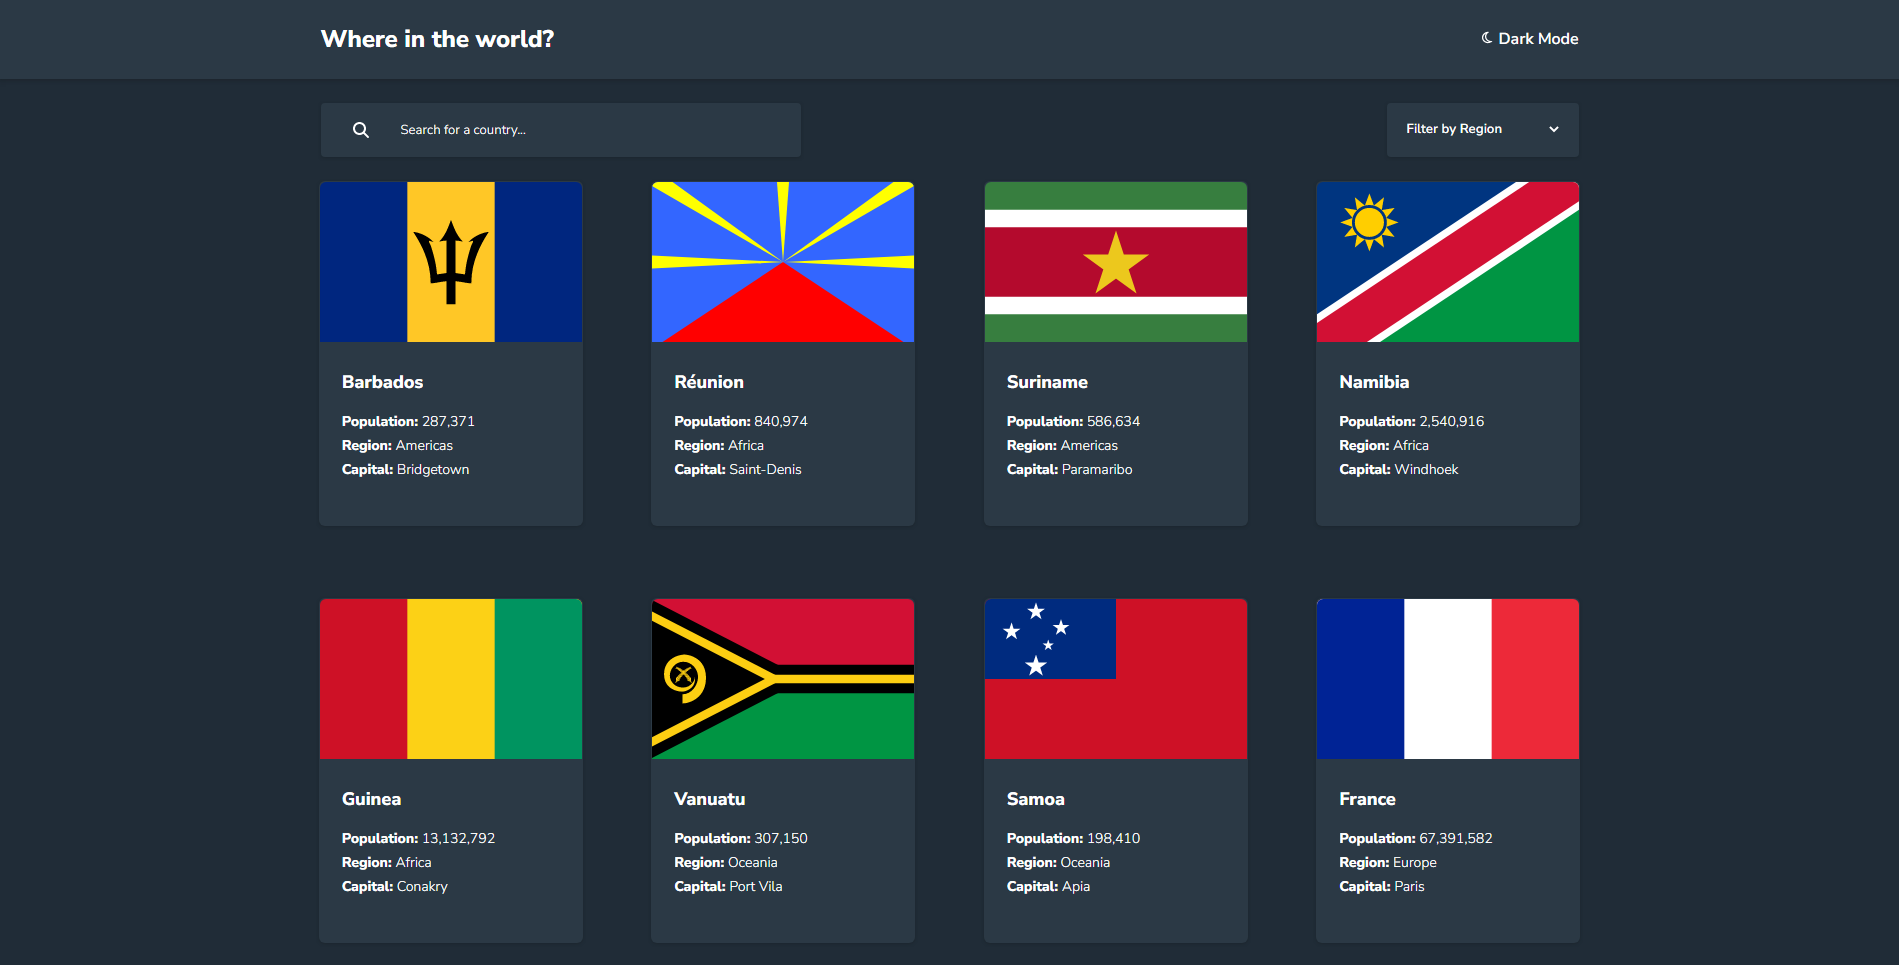 Where in the world?
Dark Mode
Search for a country...
Filter by Region
Barbados
Population: 287,371
Region: Americas
Capital: Bridgetown
Réunion
Population: 840,974
Region: Africa
Capital: Saint-Denis
Suriname
Population: 586,634
Region: Americas
Capital: Paramaribo
Namibia
Population: 2,540,916
Region: Africa
Capital: Windhoek
Guinea
Population: 13,132,792
Region: Africa
Capital: Conakry
Vanuatu
Population: 307,150
Region: Oceania
Capital: Port Vila
Samoa
Population: 198,410
Region: Oceania
Capital: Apia
France
Population: 67,391,582
Region: Europe
Capital: Paris